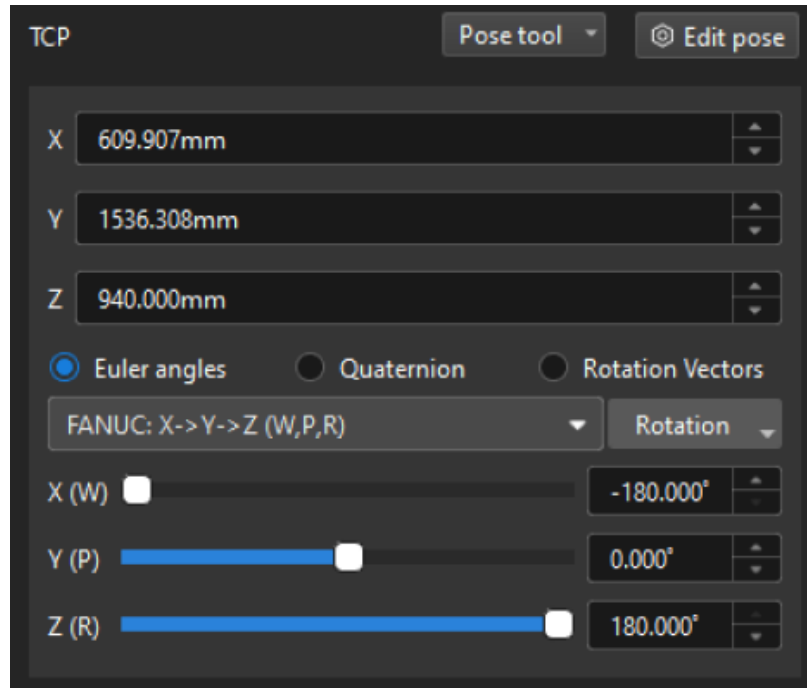 TCP Pose tool Edit pose
X 609.907mm
Y 1536.308mm
Z 940.000mm
Euler angles Quaternion Rotation Vectors
FANUC: X->Y->Z (W,P,R) Rotation
X (W) -180.000°
Y (P) 0.000°
Z (R) 180.000°